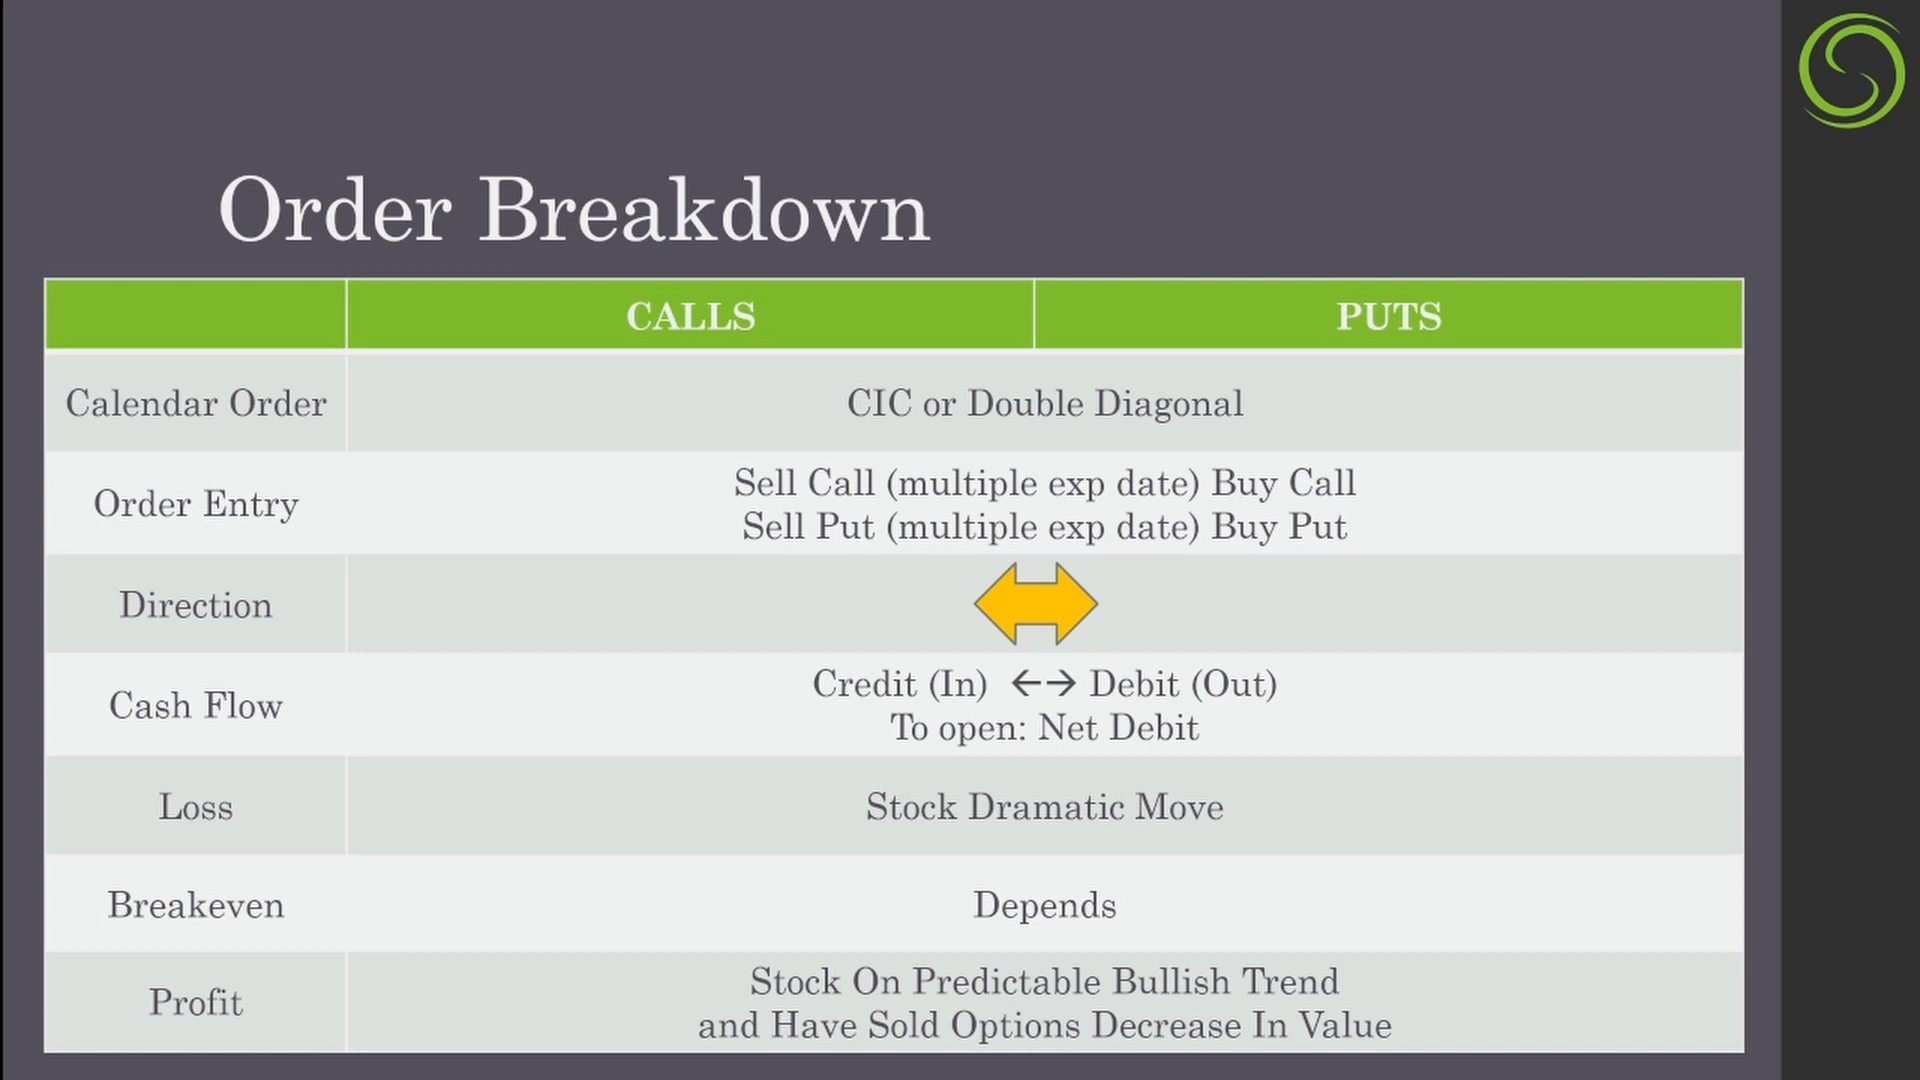 Order Breakdown
CALLS
PUTS
Calendar Order
CIC or Double Diagonal
Order Entry
Sell Call (multiple exp date) Buy Call
Sell Put (multiple exp date) Buy Put
Direction
Cash Flow
Credit (In) ←→ Debit (Out)
To open: Net Debit
Loss
Stock Dramatic Move
Breakeven
Depends
Profit
Stock On Predictable Bullish Trend
and Have Sold Options Decrease In Value